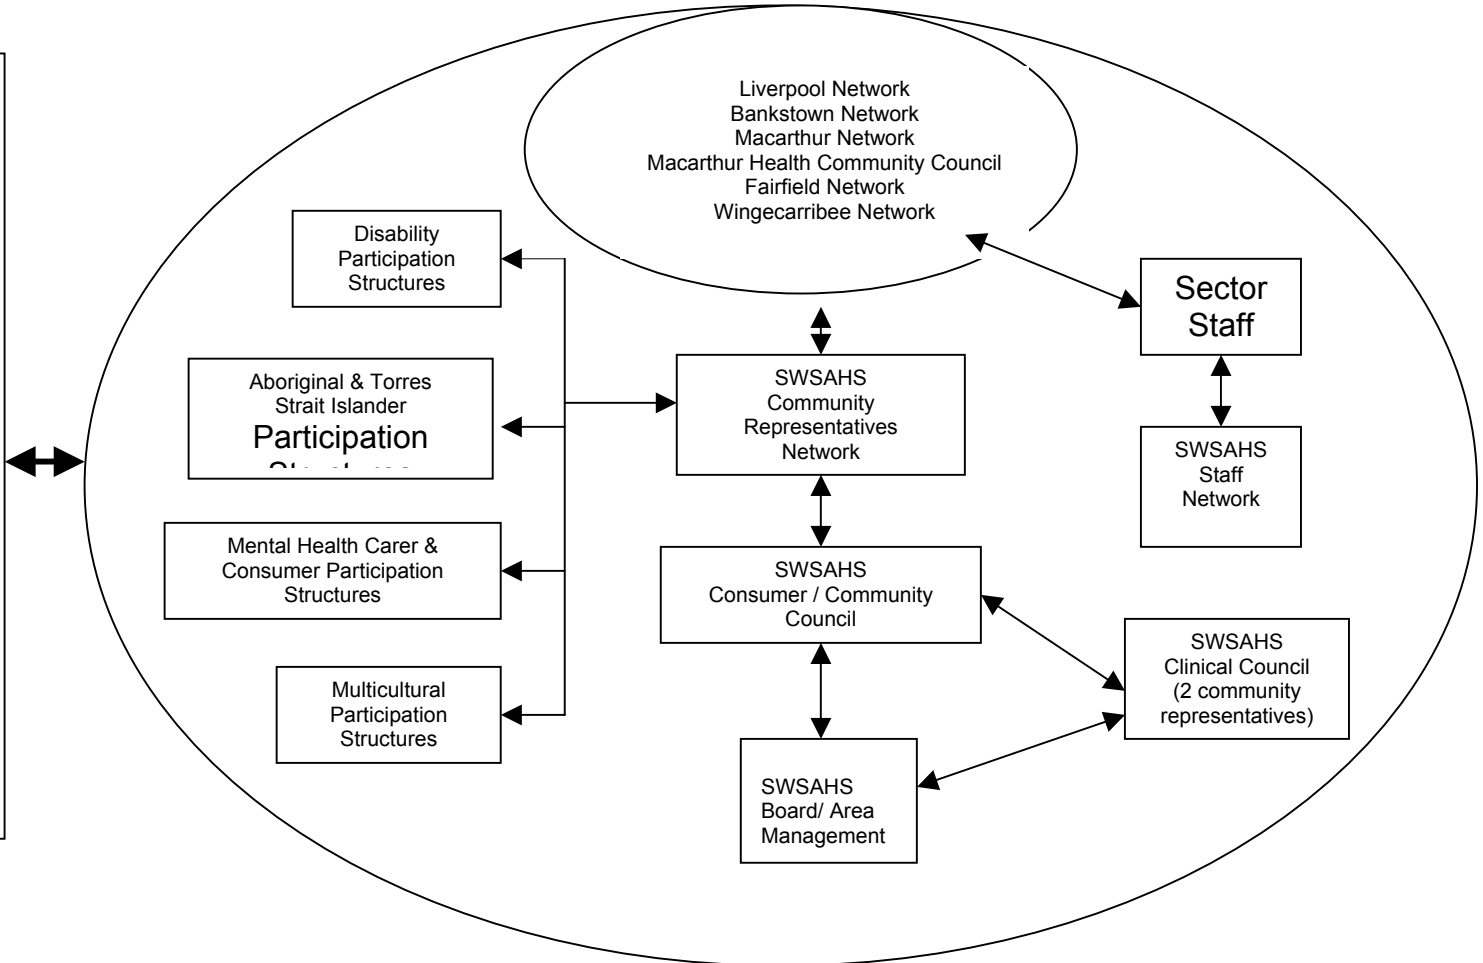 Liverpool Network
Bankstown Network
Macarthur Network
Macarthur Health Community Council
Fairfield Network
Wingecarribee Network
Disability
Participation
Structures
Sector
Staff
Aboriginal & Torres
Strait Islander
Participation
SWSAHS
Community
Representatives
Network
SWSAHS
Staff
Network
Mental Health Carer &
Consumer Participation
Structures
SWSAHS
Consumer / Community
Council
SWSAHS
Clinical Council
(2 community
representatives)
Multicultural
Participation
Structures
SWSAHS
Board/ Area
Management